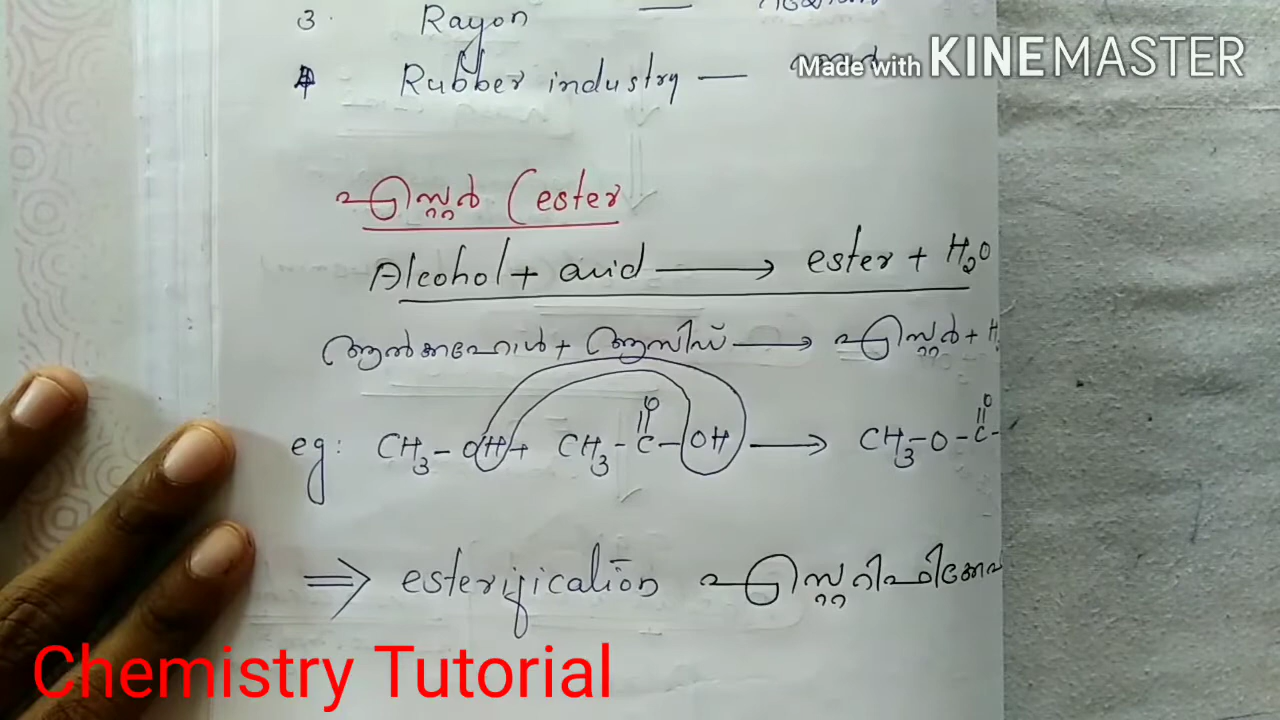 3. Rayon —
4 Rubber industry —
Made with KINEMASTER
എസ്റ്റർ (ester
Alcohol + acid ⟶ ester + H₂O
ആൽക്കഹോൾ + ആസിഡ് ⟶ എസ്റ്റർ + H
eg: CH₃-OH + CH₃-C(=O)-OH ⟶ CH₃-O-C(=O)-
⇒ esterification എസ്റ്ററിഫിക്കേഷ
Chemistry Tutorial